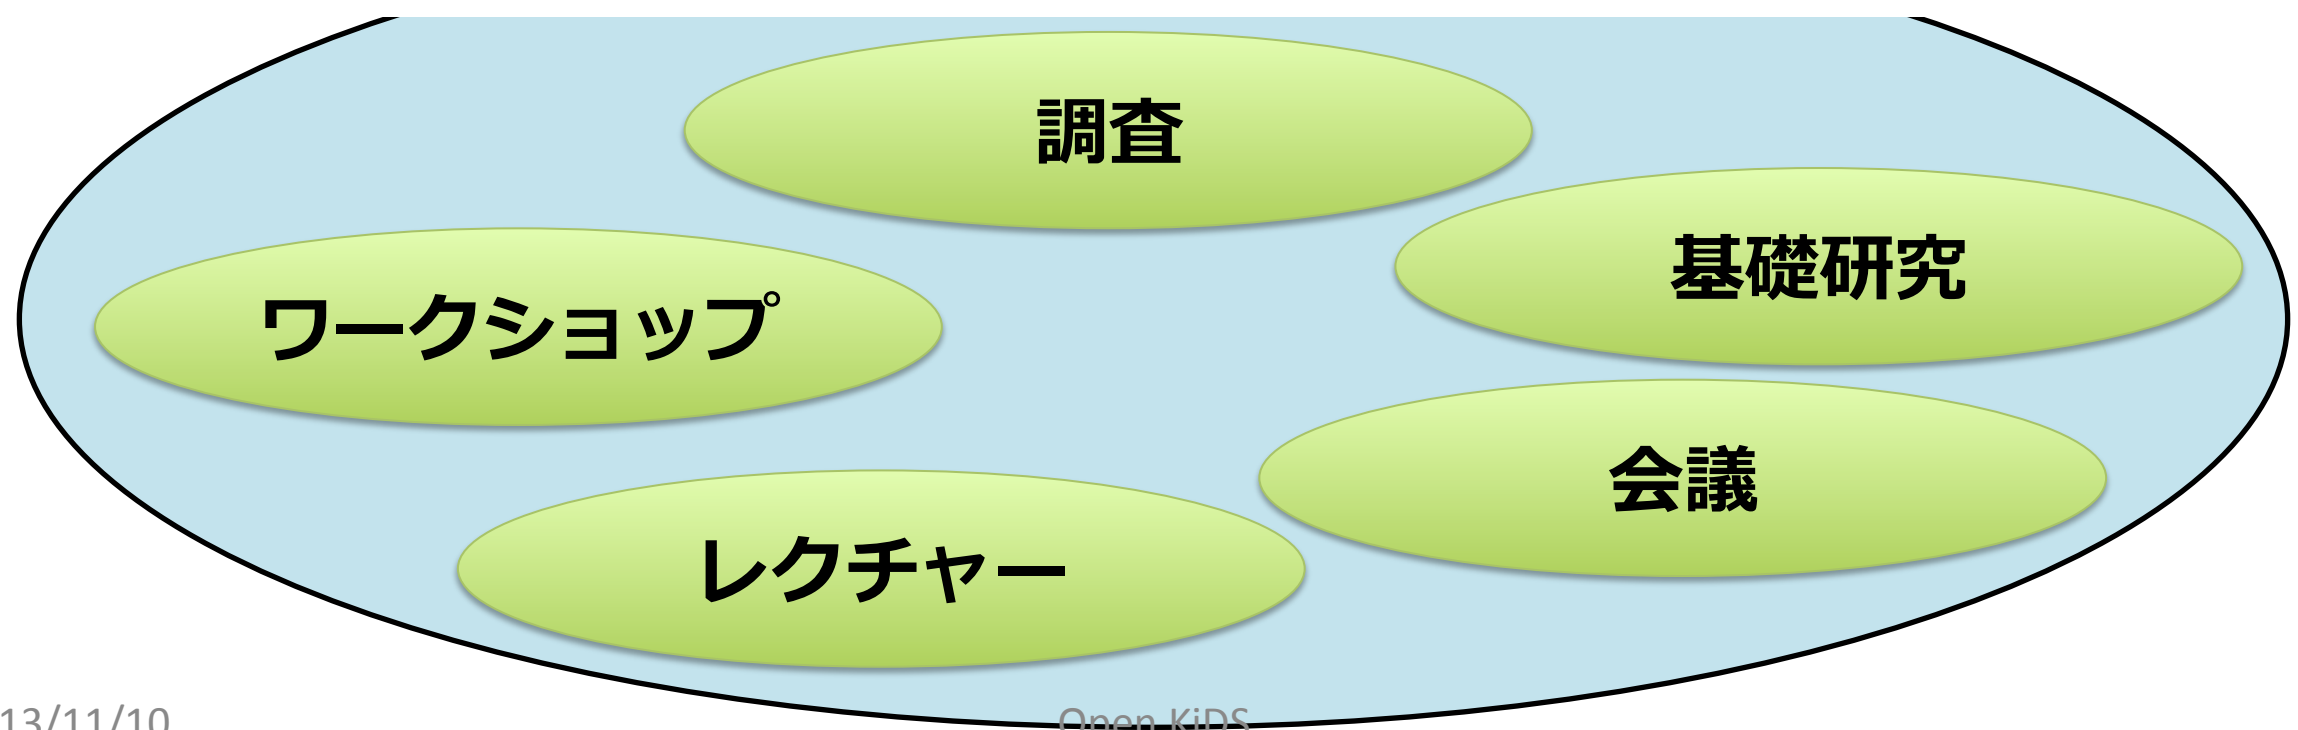 調査
基礎研究
ワークショップ
会議
レクチャー
13/11/10
Open KiDS